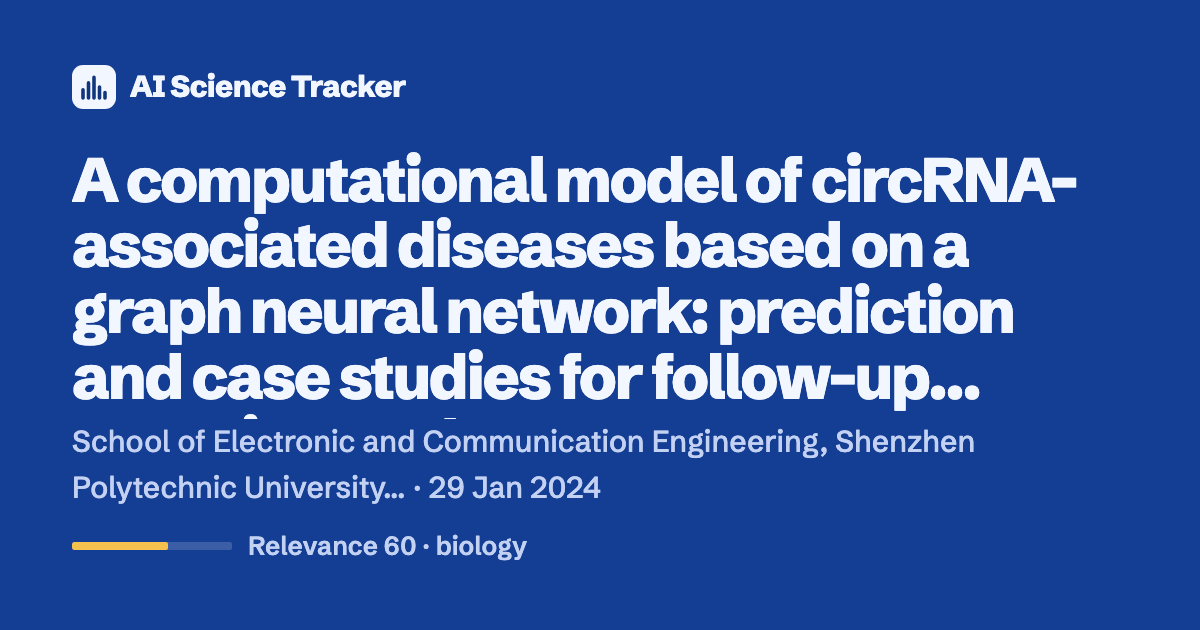 AI Science Tracker
A computational model of circRNA-
associated diseases based on a
graph neural network: prediction
and case studies for follow-up...
School of Electronic and Communication Engineering, Shenzhen
Polytechnic University... · 29 Jan 2024
Relevance 60 · biology